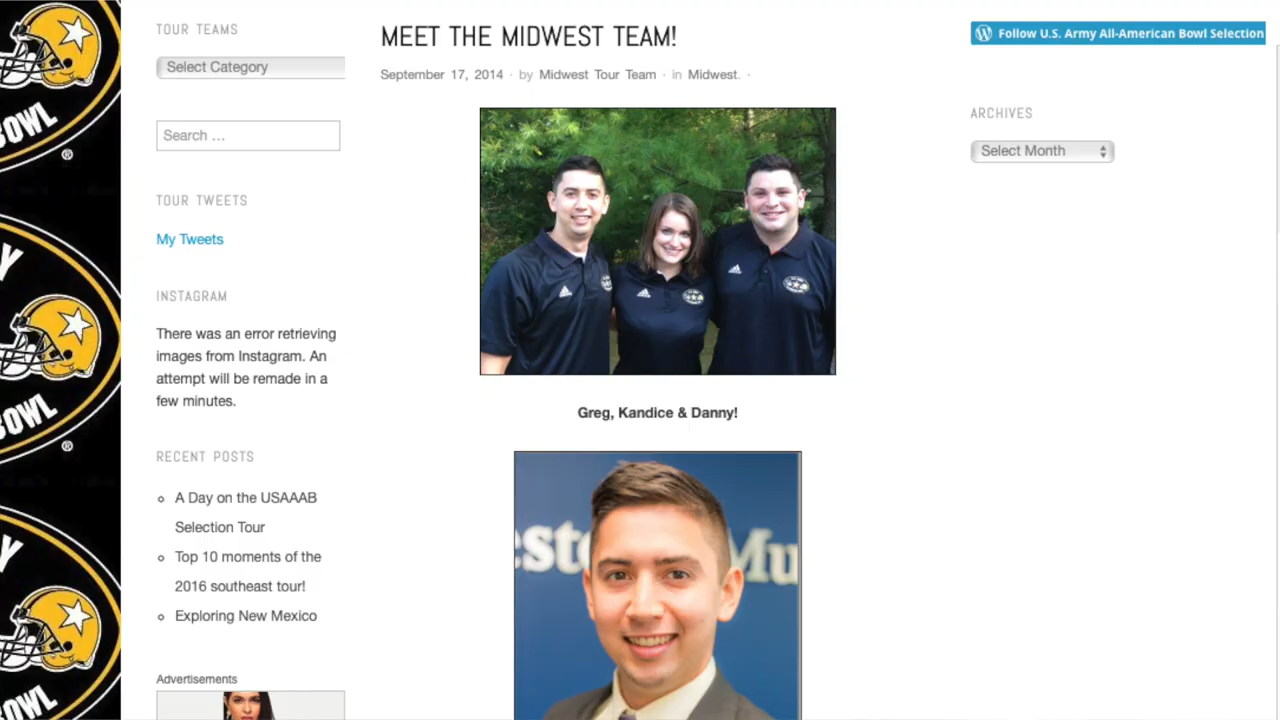 TOUR TEAMS
Select Category
Search ...
TOUR TWEETS
My Tweets
INSTAGRAM
There was an error retrieving
images from Instagram. An
attempt will be remade in a
few minutes.
RECENT POSTS
A Day on the USAAAB
Selection Tour
Top 10 moments of the
2016 southeast tour!
Exploring New Mexico
Advertisements
MEET THE MIDWEST TEAM!
September 17, 2014 · by Midwest Tour Team · in Midwest. ·
Greg, Kandice & Danny!
Follow U.S. Army All-American Bowl Selection
ARCHIVES
Select Month
BOWL
®
BOWL
®
BOWL